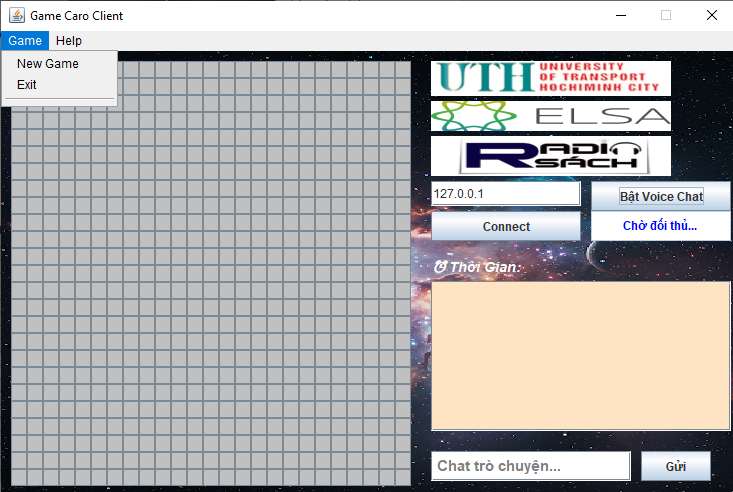 Game Caro Client
Game Help
New Game
Exit
UTH UNIVERSITY
OF TRANSPORT
HOCHIMINH CITY
ELSA
RADIO
SÁCH
127.0.0.1
Bật Voice Chat
Connect
Chờ đối thủ...
Thời Gian:
Chat trò chuyện...
Gửi